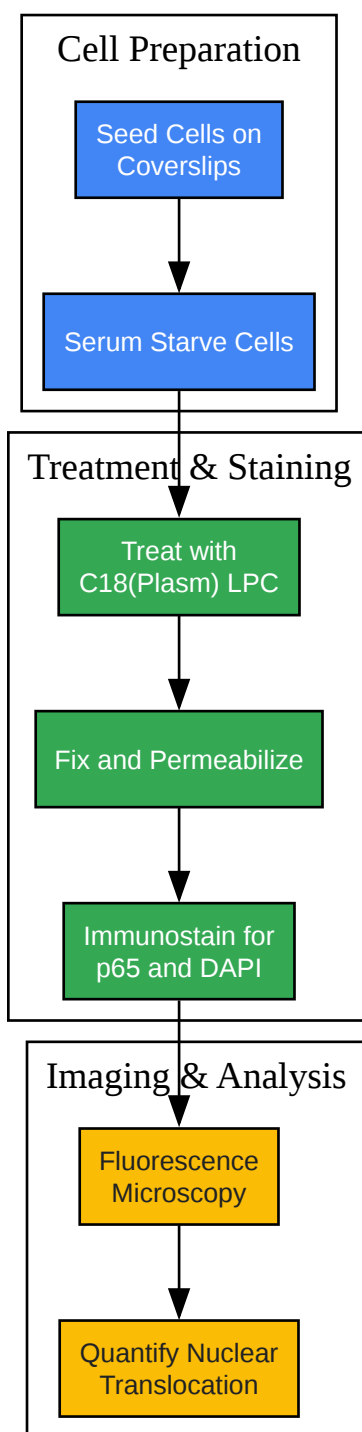 Cell Preparation
Seed Cells on
Coverslips
Serum Starve Cells
Treatment & Staining
Treat with
C18(Plasm) LPC
Fix and Permeabilize
Immunostain for
p65 and DAPI
Imaging & Analysis
Fluorescence
Microscopy
Quantify Nuclear
Translocation